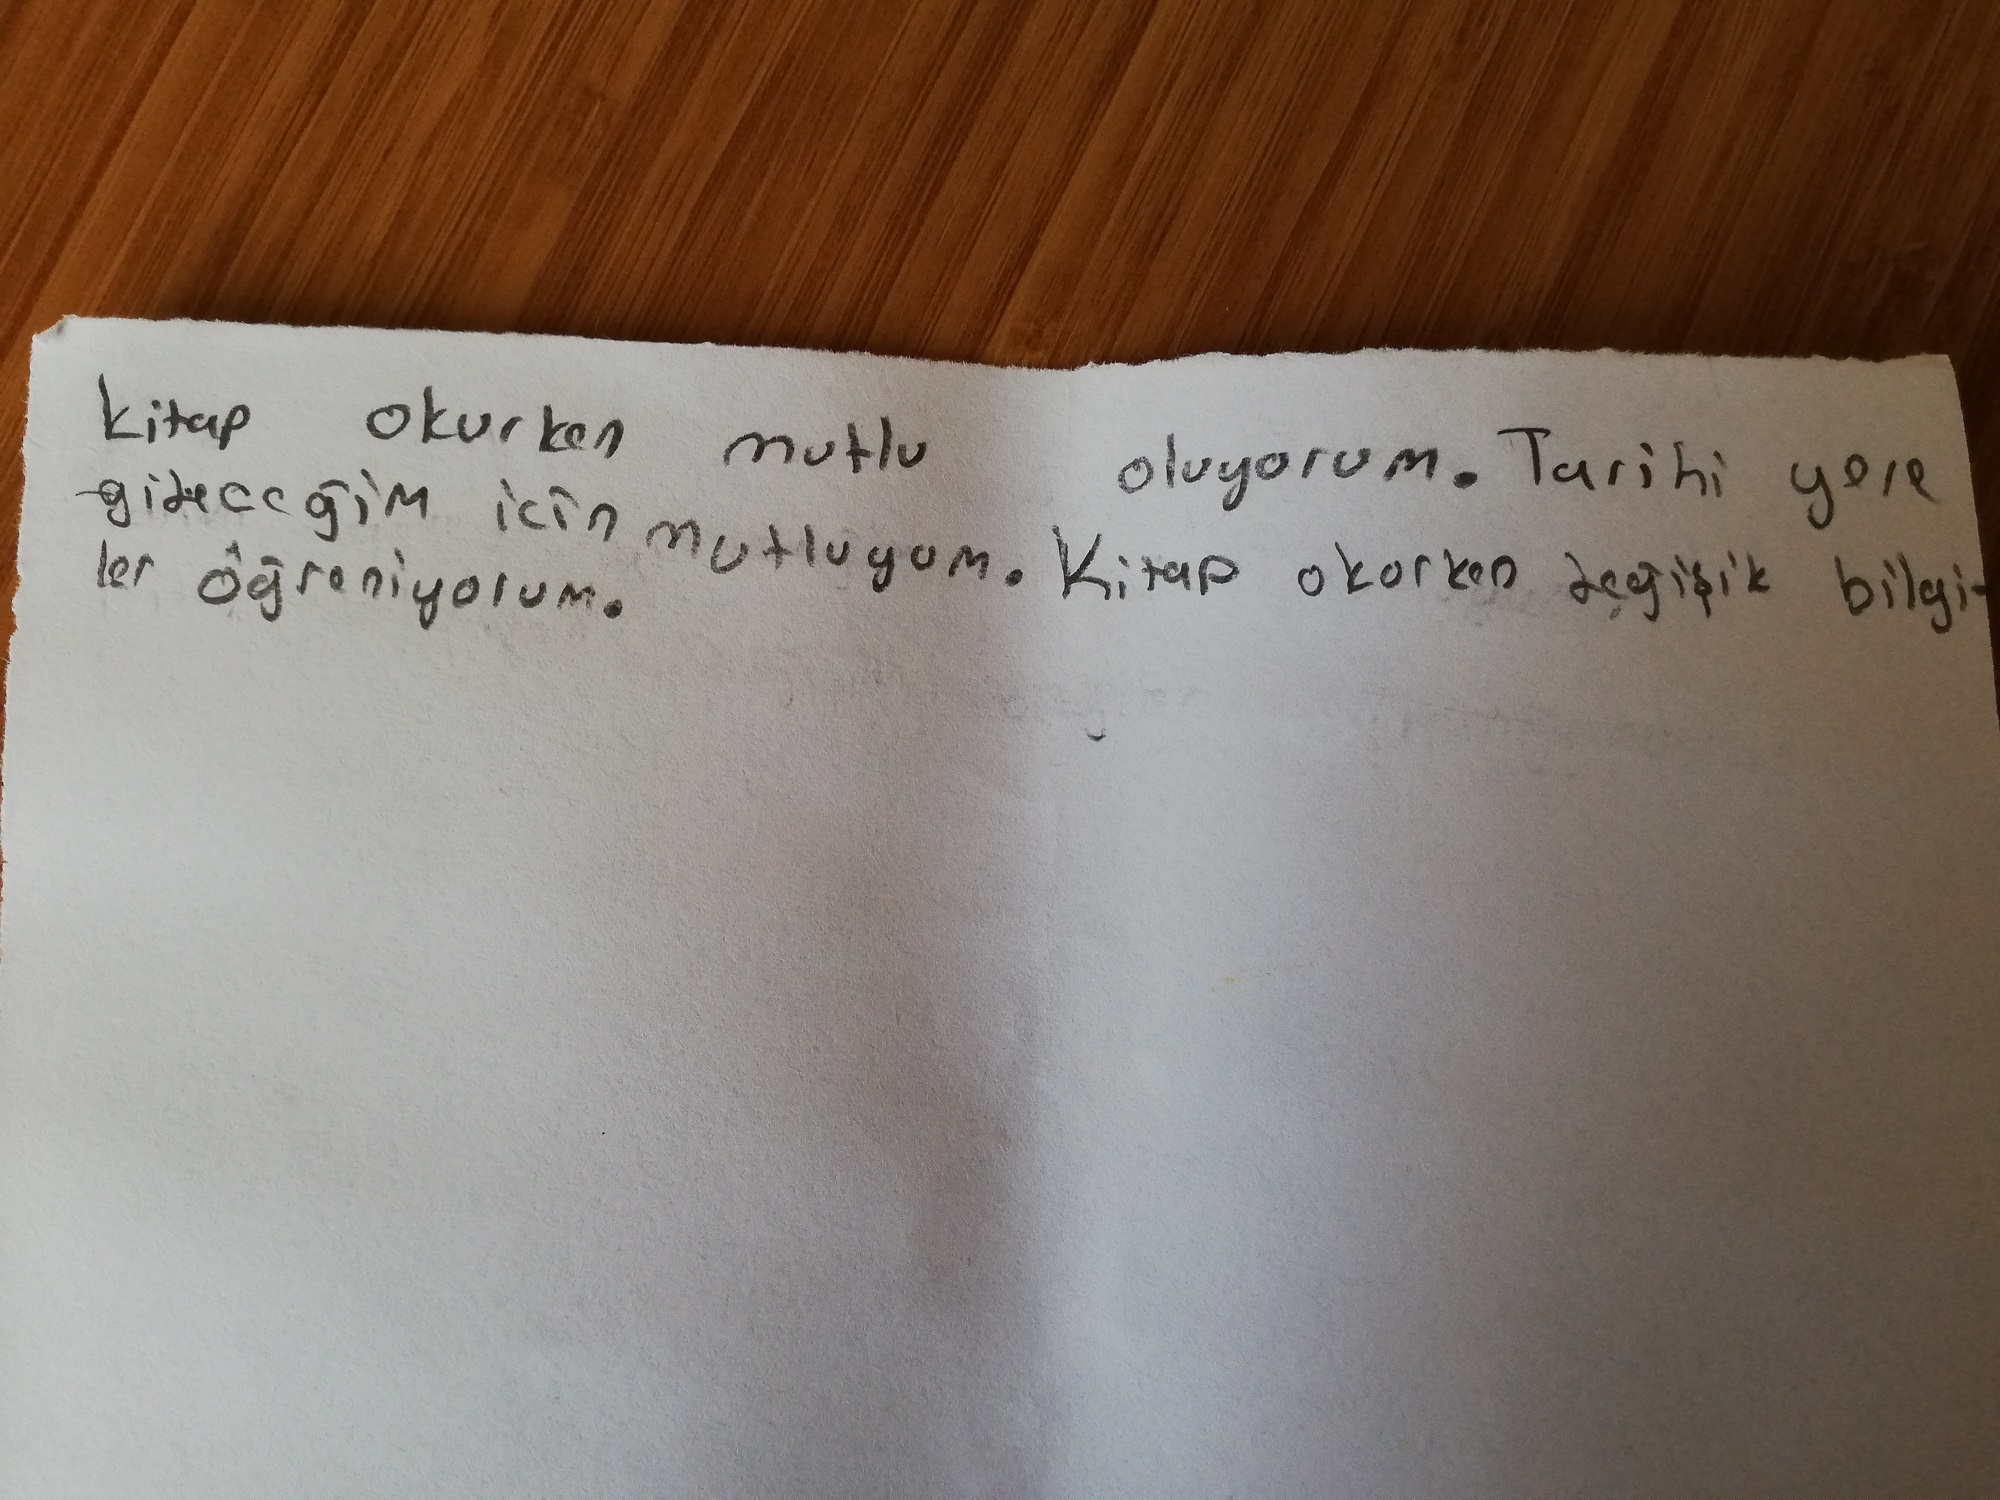 Kitap okurken mutlu oluyorum. Tarihi yere
gideceğim için mutluyum. Kitap okurken değişik bilgi-
ler öğreniyorum.